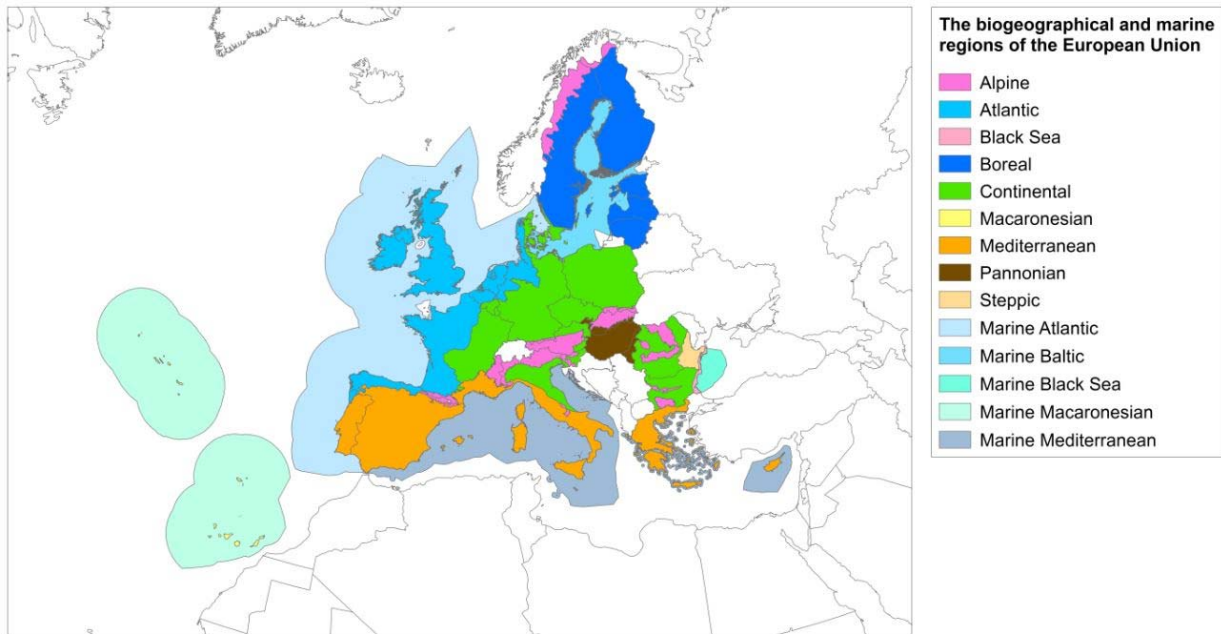 The biogeographical and marine
regions of the European Union
Alpine
Atlantic
Black Sea
Boreal
Continental
Macaronesian
Mediterranean
Pannonian
Steppic
Marine Atlantic
Marine Baltic
Marine Black Sea
Marine Macaronesian
Marine Mediterranean